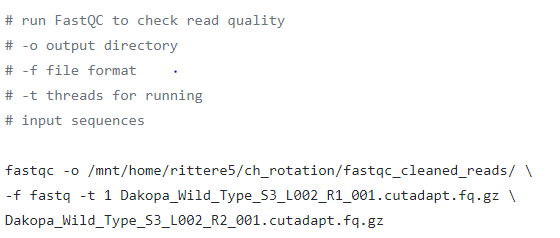 # run FastQC to check read quality
# -o output directory
# -f file format
# -t threads for running
# input sequences
fastqc -o /mnt/home/rittere5/ch_rotation/fastqc_cleaned_reads/ \
-f fastq -t 1 Dakopa_Wild_Type_S3_L002_R1_001.cutadapt.fq.gz \
Dakopa_Wild_Type_S3_L002_R2_001.cutadapt.fq.gz